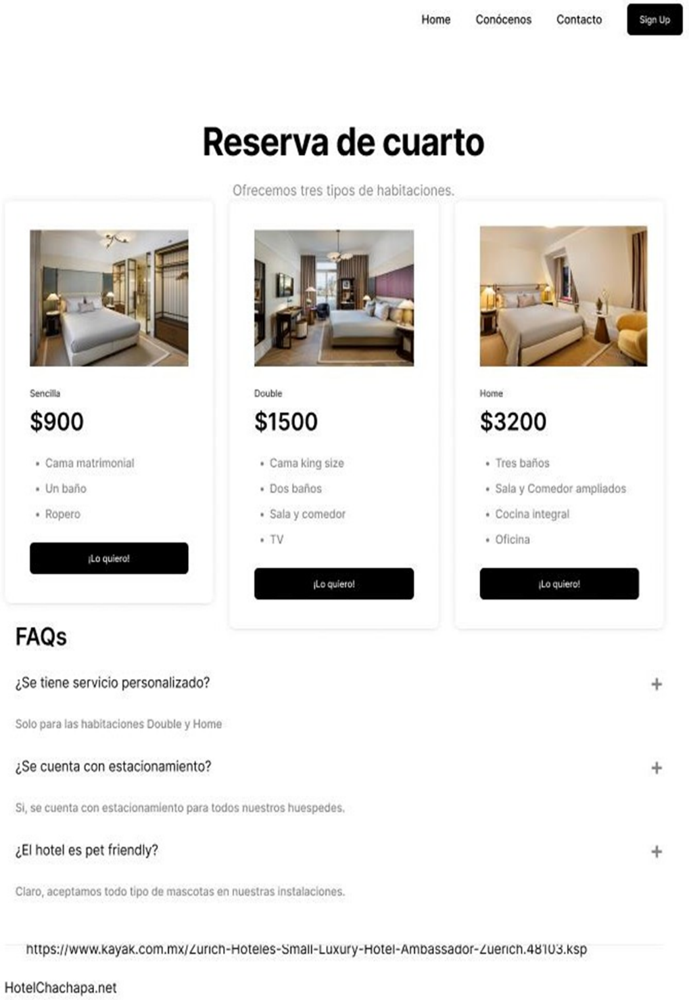 Home Conócenos Contacto Sign Up
Reserva de cuarto
Ofrecemos tres tipos de habitaciones.
Sencilla
$900
• Cama matrimonial
• Un baño
• Ropero
¡Lo quiero!
Double
$1500
• Cama king size
• Dos baños
• Sala y comedor
• TV
¡Lo quiero!
Home
$3200
• Tres baños
• Sala y Comedor ampliados
• Cocina integral
• Oficina
¡Lo quiero!
FAQs
¿Se tiene servicio personalizado? +
Solo para las habitaciones Double y Home
¿Se cuenta con estacionamiento? +
Si, se cuenta con estacionamiento para todos nuestros huespedes.
¿El hotel es pet friendly? +
Claro, aceptamos todo tipo de mascotas en nuestras instalaciones.
https://www.kayak.com.mx/Zurich-Hoteles-Small-Luxury-Hotel-Ambassador-Zuerich.48103.ksp
HotelChachapa.net